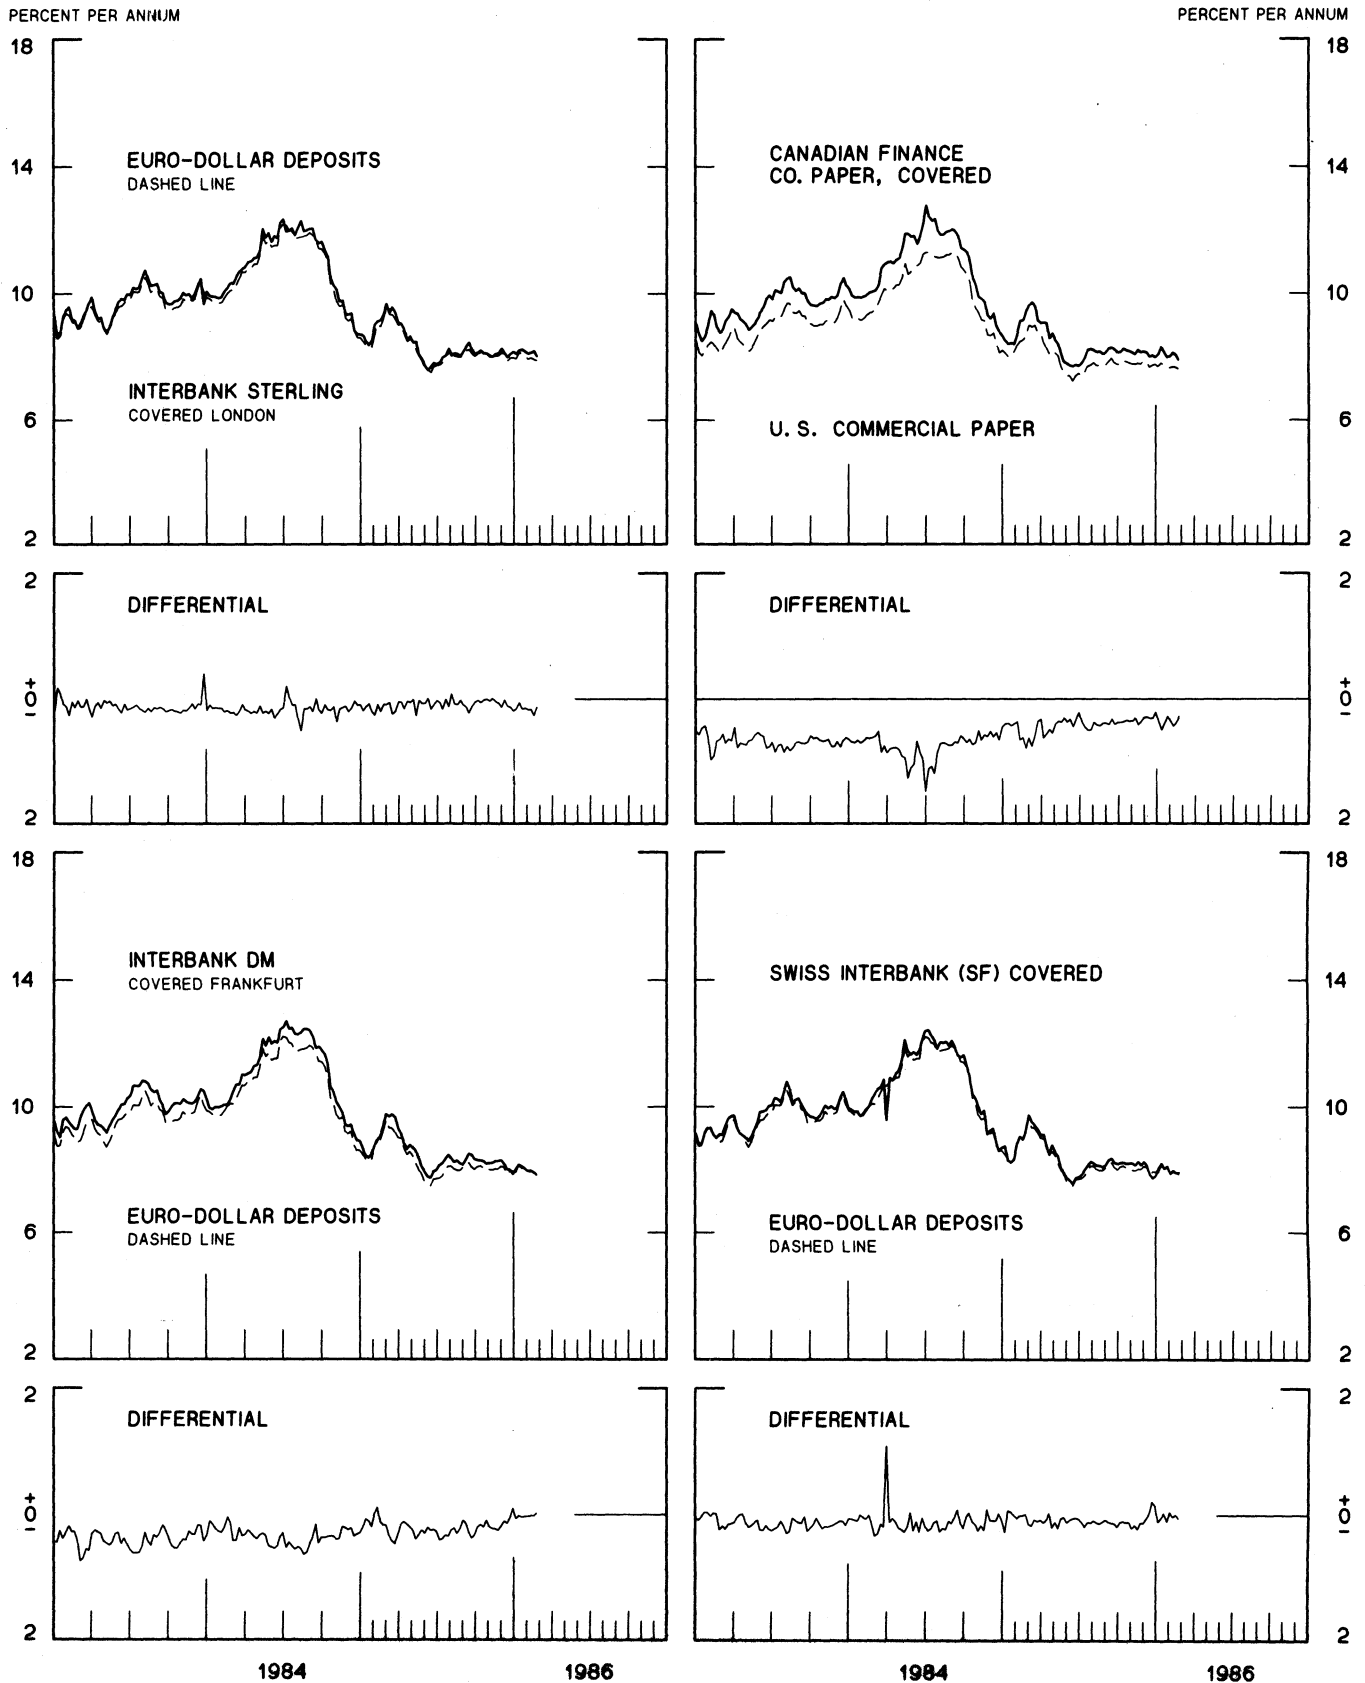 PERCENT PER ANNUM
PERCENT PER ANNUM
18
14
10
6
2
EURO-DOLLAR DEPOSITS
DASHED LINE
INTERBANK STERLING
COVERED LONDON
CANADIAN FINANCE
CO. PAPER, COVERED
U. S. COMMERCIAL PAPER
18
14
10
6
2
2
+
0
−
2
DIFFERENTIAL
DIFFERENTIAL
2
+
0
−
2
18
14
10
6
2
INTERBANK DM
COVERED FRANKFURT
EURO-DOLLAR DEPOSITS
DASHED LINE
SWISS INTERBANK (SF) COVERED
EURO-DOLLAR DEPOSITS
DASHED LINE
18
14
10
6
2
2
+
0
−
2
DIFFERENTIAL
DIFFERENTIAL
2
+
0
−
2
1984
1986
1984
1986